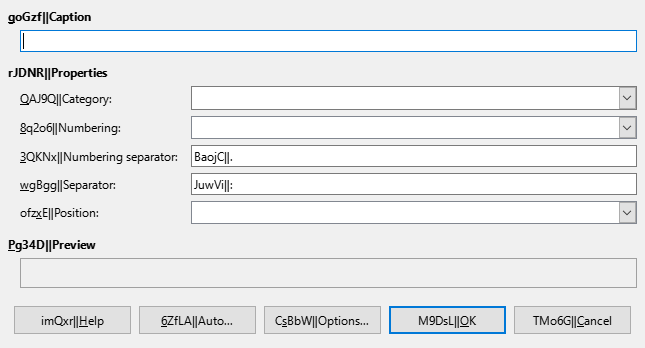 goGzf||Caption
rJDNR||Properties
QAJ9Q||Category:
8q2o6||Numbering:
3QKNx||Numbering separator: BaojC||.
wgBgg||Separator: JuwVi||:
ofzxE||Position:
Pg34D||Preview
imQxr||Help 6ZfLA||Auto... CsBbW||Options... M9DsL||OK TMo6G||Cancel